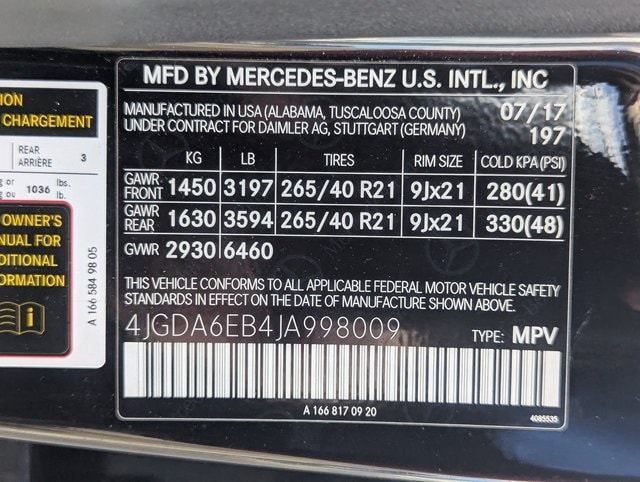 ION
CHARGEMENT
REAR
ARRIÈRE 3
g or lbs.
g ou 1036 lb.
OWNER'S
NUAL FOR
DDITIONAL
FORMATION
i
A 166 584 98 05
MFD BY MERCEDES-BENZ U.S. INTL., INC
MANUFACTURED IN USA (ALABAMA, TUSCALOOSA COUNTY) 07/17
UNDER CONTRACT FOR DAIMLER AG, STUTTGART (GERMANY) 197
KG LB TIRES RIM SIZE COLD KPA (PSI)
GAWR FRONT 1450 3197 265/40 R21 9Jx21 280(41)
GAWR REAR 1630 3594 265/40 R21 9Jx21 330(48)
GVWR 2930 6460
THIS VEHICLE CONFORMS TO ALL APPLICABLE FEDERAL MOTOR VEHICLE SAFETY
STANDARDS IN EFFECT ON THE DATE OF MANUFACTURE SHOWN ABOVE.
4JGDA6EB4JA998009 TYPE: MPV
A 166 817 09 20 4085535